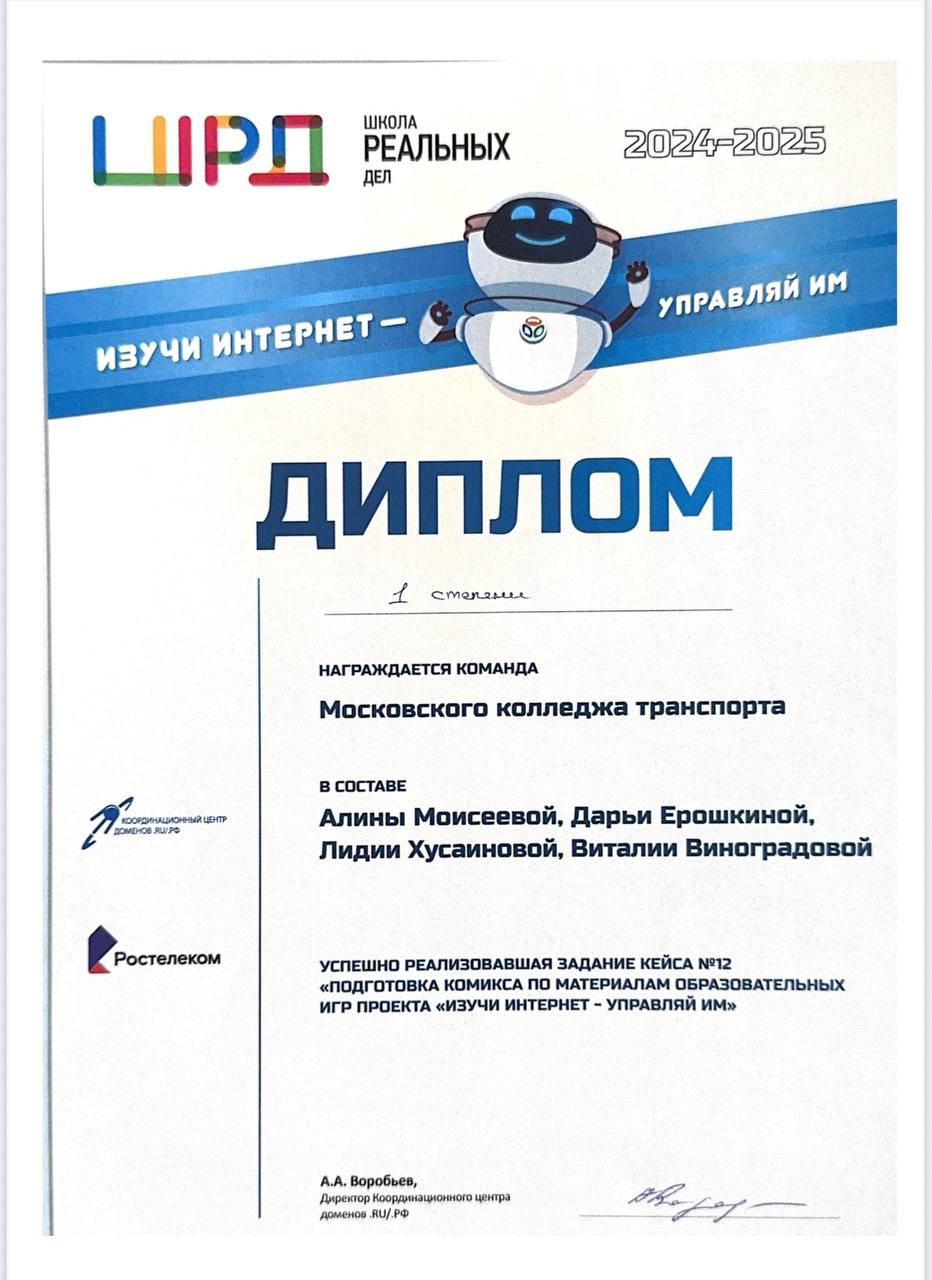 ШРД
ШКОЛА
РЕАЛЬНЫХ
ДЕЛ
2024-2025
ИЗУЧИ ИНТЕРНЕТ —
УПРАВЛЯЙ ИМ
ДИПЛОМ
1 степени
НАГРАЖДАЕТСЯ КОМАНДА
Московского колледжа транспорта
В СОСТАВЕ
Алины Моисеевой, Дарьи Ерошкиной,
Лидии Хусаиновой, Виталии Виноградовой
КООРДИНАЦИОННЫЙ ЦЕНТР
ДОМЕНОВ .RU/.РФ
Ростелеком
УСПЕШНО РЕАЛИЗОВАВШАЯ ЗАДАНИЕ КЕЙСА №12
«ПОДГОТОВКА КОМИКСА ПО МАТЕРИАЛАМ ОБРАЗОВАТЕЛЬНЫХ
ИГР ПРОЕКТА «ИЗУЧИ ИНТЕРНЕТ - УПРАВЛЯЙ ИМ»
А.А. Воробьев,
Директор Координационного центра
доменов .RU/.РФ